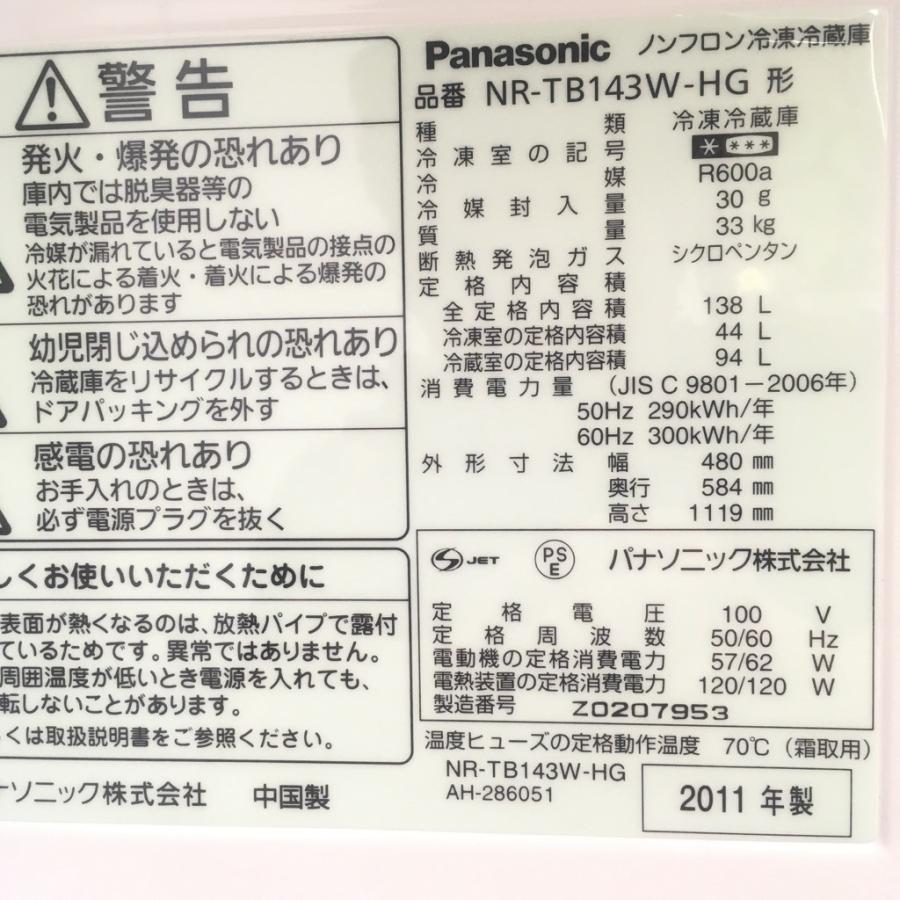 警告
発火・爆発の恐れあり
庫内では脱臭器等の
電気製品を使用しない
冷媒が漏れていると電気製品の接点の
火花による着火・着火による爆発の
恐れがあります
幼児閉じ込められの恐れあり
冷蔵庫をリサイクルするときは、
ドアパッキングを外す
感電の恐れあり
お手入れのときは、
必ず電源プラグを抜く
しくお使いいただくために
表面が熱くなるのは、放熱パイプで露付
ているためです。異常ではありません。
周囲温度が低いとき電源を入れても、
転しないことがあります。
くは取扱説明書をご参照ください。
ナソニック株式会社 中国製
Panasonic ノンフロン冷凍冷蔵庫
品番 NR-TB143W-HG 形
種類 冷凍冷蔵庫
冷凍室の記号 * ***
冷媒 R600a
冷媒封入量 30 g
質量 33 kg
断熱発泡ガス シクロペンタン
定格内容積
全定格内容積 138 L
冷凍室の定格内容積 44 L
冷蔵室の定格内容積 94 L
消費電力量 (JIS C 9801-2006年)
50Hz 290kWh/年
60Hz 300kWh/年
外形寸法 幅 480 mm
奥行 584 mm
高さ 1119 mm
S JET PSE パナソニック株式会社
定格電圧 100 V
定格周波数 50/60 Hz
電動機の定格消費電力 57/62 W
電熱装置の定格消費電力 120/120 W
製造番号 Z0207953
温度ヒューズの定格動作温度 70℃(霜取用)
NR-TB143W-HG
AH-286051
2011 年製